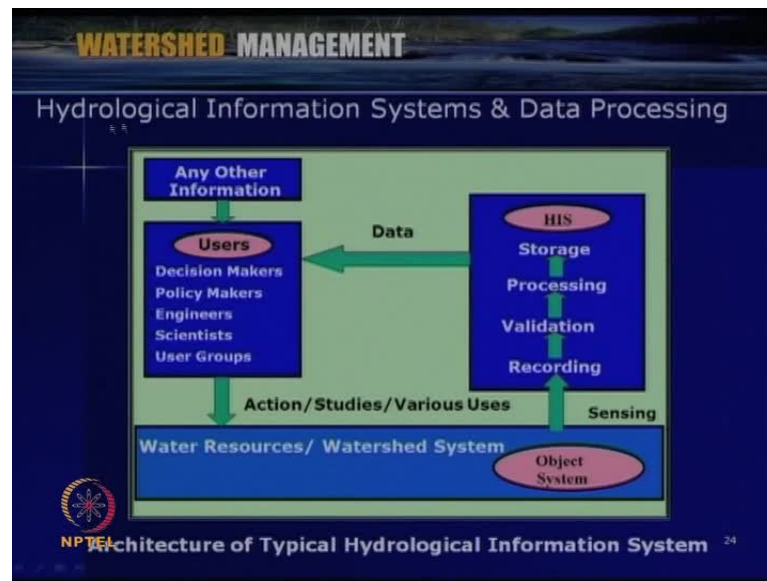 WATERSHED MANAGEMENT
Hydrological Information Systems & Data Processing
Any Other
Information
Users
Decision Makers
Policy Makers
Engineers
Scientists
User Groups
Data
HIS
Storage
Processing
Validation
Recording
Action/Studies/Various Uses
Sensing
Water Resources/ Watershed System
Object
System
NPTEL
Architecture of Typical Hydrological Information System
24